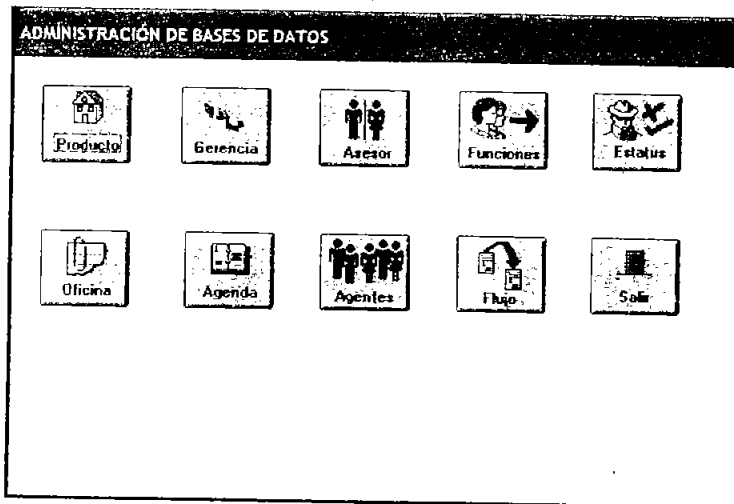 ADMINISTRACIÓN DE BASES DE DATOS
Producto Gerencia Asesor Funciones Estatus
Oficina Agenda Agentes Flujo Salir